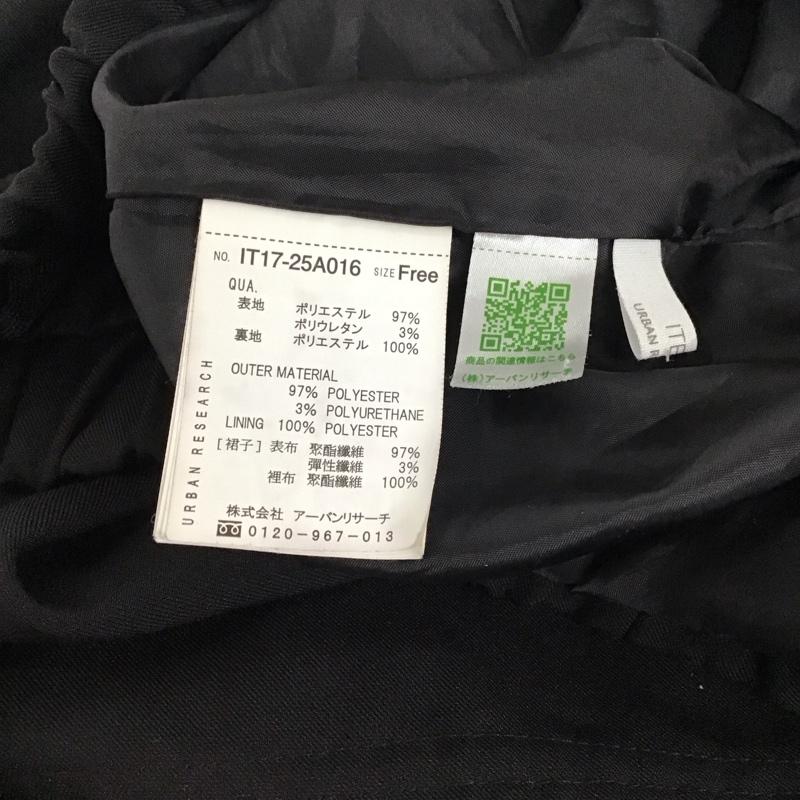 NO. IT17-25A016 SIZE Free
QUA.
表地 ポリエステル 97%
ポリウレタン 3%
裏地 ポリエステル 100%
OUTER MATERIAL
97% POLYESTER
3% POLYURETHANE
LINING 100% POLYESTER
[裙子] 表布 聚酯纖維 97%
彈性纖維 3%
裡布 聚酯纖維 100%
株式会社 アーバンリサーチ
0120-967-013
URBAN RESEARCH
商品の関連情報はこちら
(株)アーバンリサーチ
ITE
URBAN R